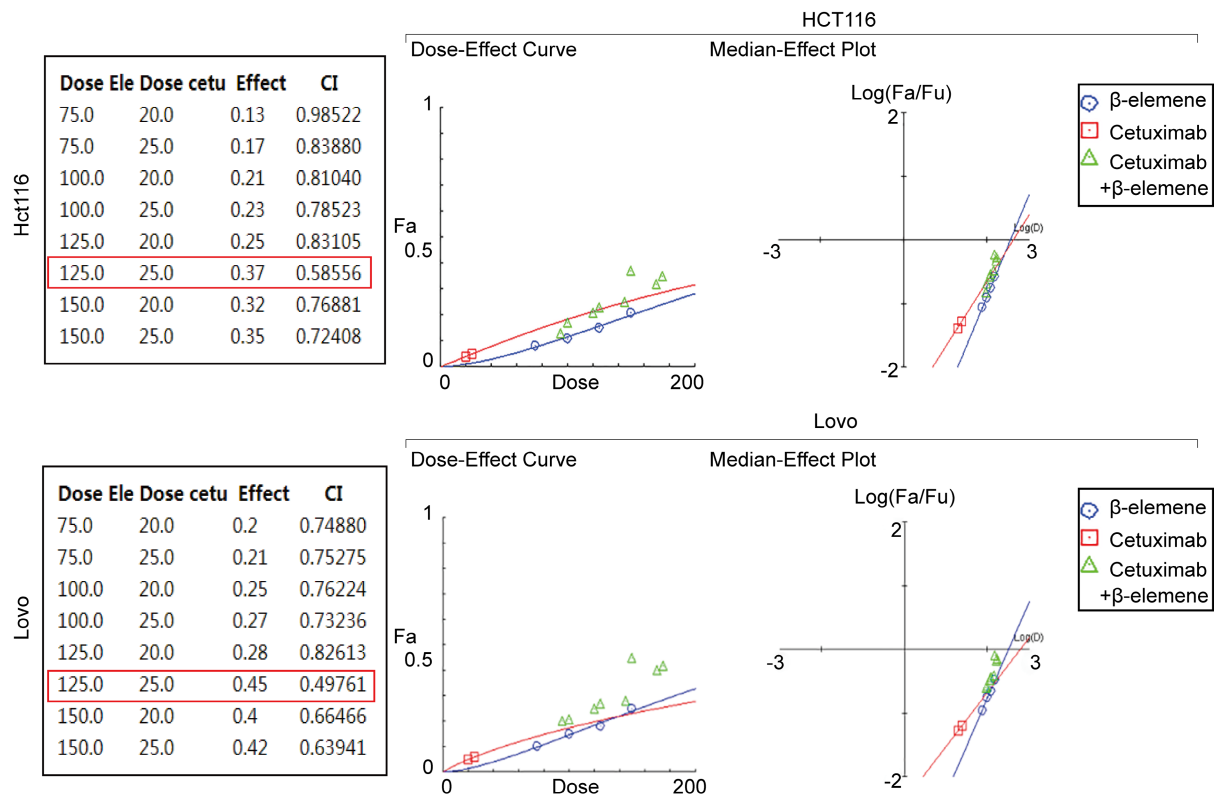 HCT116
Dose-Effect Curve
Median-Effect Plot
Hct116
Dose Ele Dose cetu Effect CI
75.0 20.0 0.13 0.98522
75.0 25.0 0.17 0.83880
100.0 20.0 0.21 0.81040
100.0 25.0 0.23 0.78523
125.0 20.0 0.25 0.83105
125.0 25.0 0.37 0.58556
150.0 20.0 0.32 0.76881
150.0 25.0 0.35 0.72408
1
Fa
0.5
0
0 Dose 200
Log(Fa/Fu)
2
Log(D)
-3 3
-2
β-elemene
Cetuximab
Cetuximab
+β-elemene
Lovo
Dose-Effect Curve
Median-Effect Plot
Lovo
Dose Ele Dose cetu Effect CI
75.0 20.0 0.2 0.74880
75.0 25.0 0.21 0.75275
100.0 20.0 0.25 0.76224
100.0 25.0 0.27 0.73236
125.0 20.0 0.28 0.82613
125.0 25.0 0.45 0.49761
150.0 20.0 0.4 0.66466
150.0 25.0 0.42 0.63941
1
Fa
0.5
0
0 Dose 200
Log(Fa/Fu)
2
Log(D)
-3 3
-2
β-elemene
Cetuximab
Cetuximab
+β-elemene